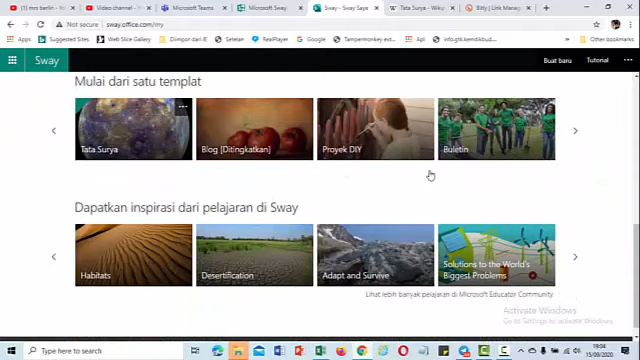 mrs berlin -
Video channel -
Microsoft Teams
Microsoft Sway
Sway - Sway Saya
Tata Surya - Wiku
Bitly | Link Manag
Not secure | sway.office.com/my
Apps
Suggested Sites
Web Slice Gallery
Diimpor dari IE
Setelan
RealPlayer
Google
Tampermonkey api
info.gtk.kemdikbud
Other bookmarks
Sway
Buat baru
Tutorial
Mulai dari satu templat
Tata Surya
Blog [Ditingkatkan]
Proyek DIY
Buletin
Dapatkan inspirasi dari pelajaran di Sway
Habitats
Desertification
Adapt and Survive
Solutions to the World's
Biggest Problems
Lihat lebih banyak pelajaran di Microsoft Educator Community
Activate Windows
Go to Settings to activate Windows.
Type here to search
19:04
15/09/2020